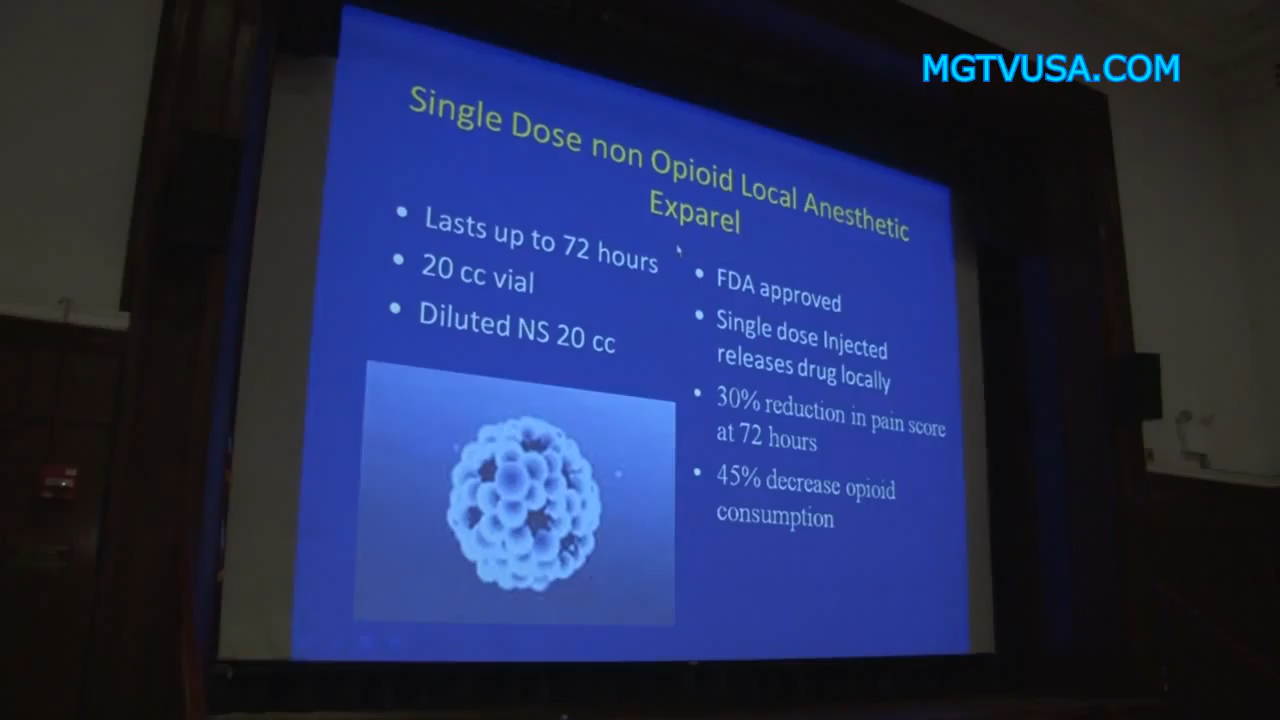 MGTVUSA.COM
Single Dose non Opioid Local Anesthetic
Exparel
• Lasts up to 72 hours
• 20 cc vial
• Diluted NS 20 cc
• FDA approved
• Single dose Injected
releases drug locally
• 30% reduction in pain score
at 72 hours
• 45% decrease opioid
consumption